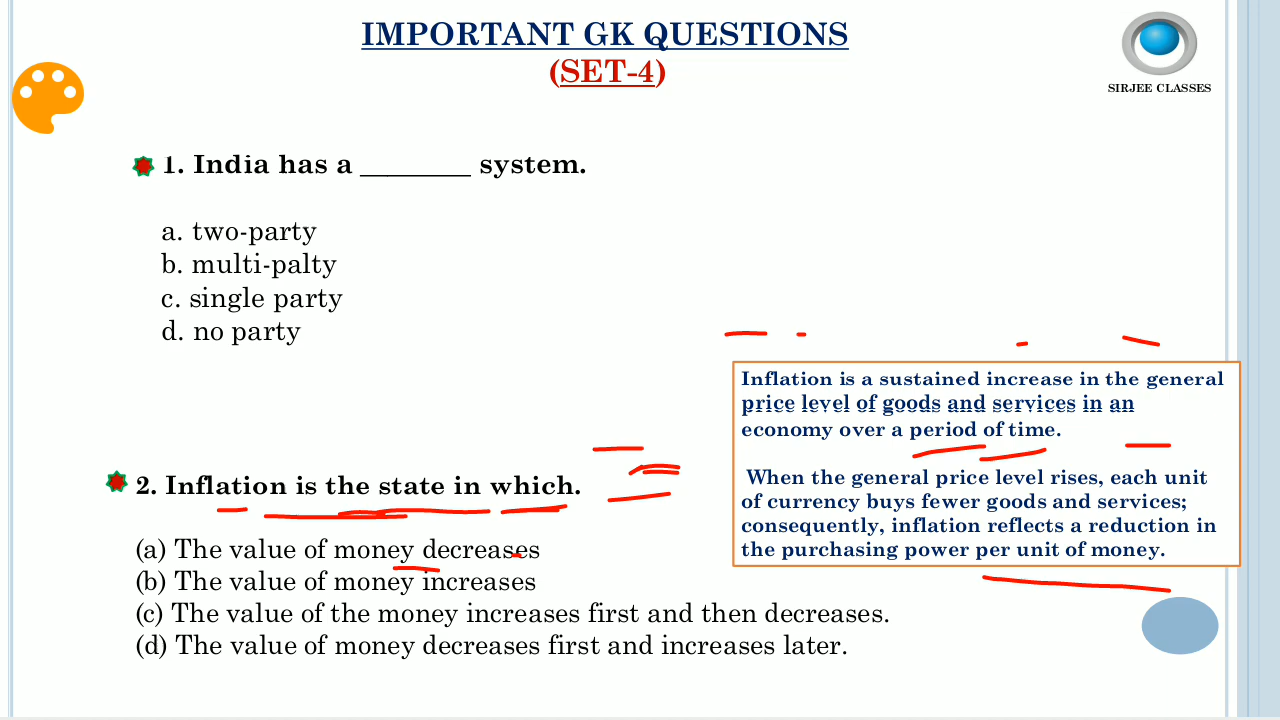 IMPORTANT GK QUESTIONS
(SET-4)
SIRJEE CLASSES
1. India has a ________ system.
a. two-party
b. multi-palty
c. single party
d. no party
Inflation is a sustained increase in the general
price level of goods and services in an
economy over a period of time.
When the general price level rises, each unit
of currency buys fewer goods and services;
consequently, inflation reflects a reduction in
the purchasing power per unit of money.
2. Inflation is the state in which.
(a) The value of money decreases
(b) The value of money increases
(c) The value of the money increases first and then decreases.
(d) The value of money decreases first and increases later.